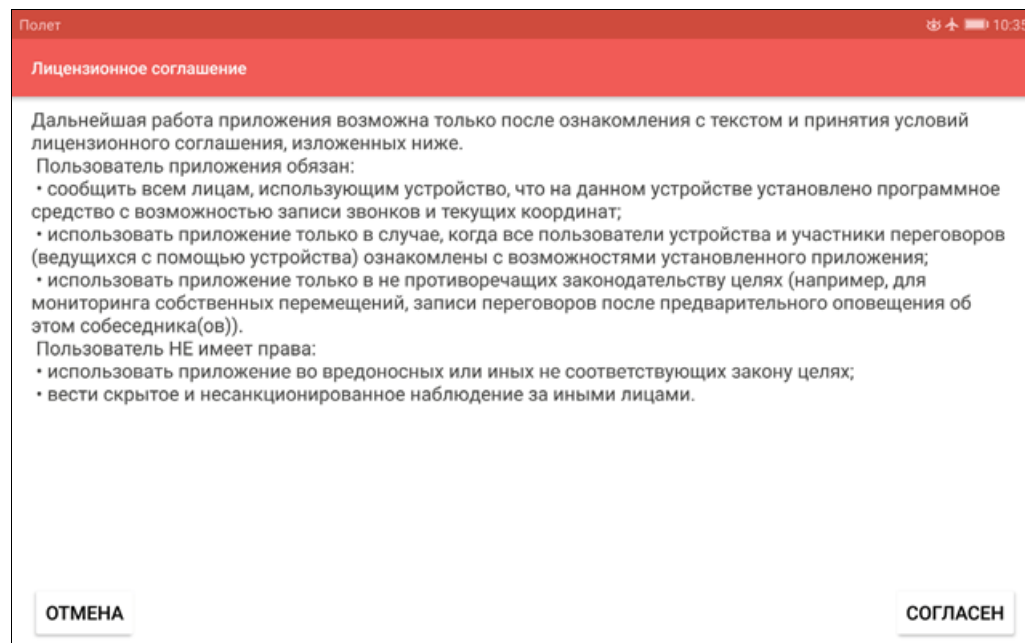 Полет 10:35
Лицензионное соглашение
Дальнейшая работа приложения возможна только после ознакомления с текстом и принятия условий
лицензионного соглашения, изложенных ниже.
Пользователь приложения обязан:
• сообщить всем лицам, использующим устройство, что на данном устройстве установлено программное
средство с возможностью записи звонков и текущих координат;
• использовать приложение только в случае, когда все пользователи устройства и участники переговоров
(ведущихся с помощью устройства) ознакомлены с возможностями установленного приложения;
• использовать приложение только в не противоречащих законодательству целях (например, для
мониторинга собственных перемещений, записи переговоров после предварительного оповещения об
этом собеседника(ов)).
Пользователь НЕ имеет права:
• использовать приложение во вредоносных или иных не соответствующих закону целях;
• вести скрытое и несанкционированное наблюдение за иными лицами.
ОТМЕНА СОГЛАСЕН